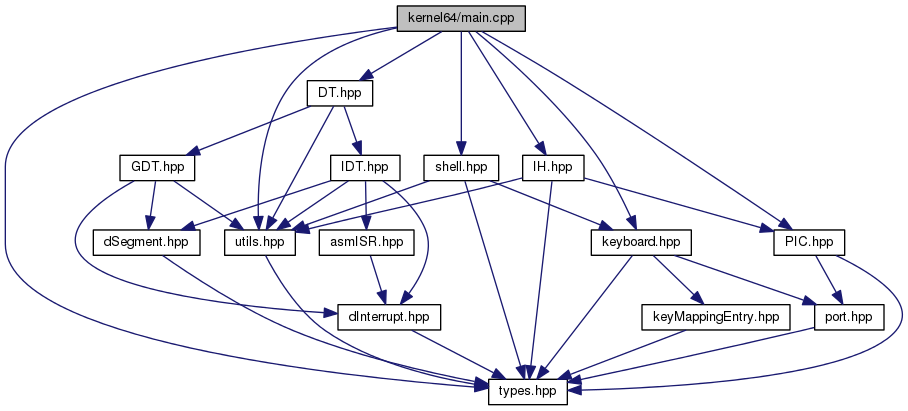 kernel64/main.cpp
DT.hpp
GDT.hpp
IDT.hpp
shell.hpp
IH.hpp
dSegment.hpp
utils.hpp
asmISR.hpp
keyboard.hpp
PIC.hpp
dInterrupt.hpp
keyMappingEntry.hpp
port.hpp
types.hpp